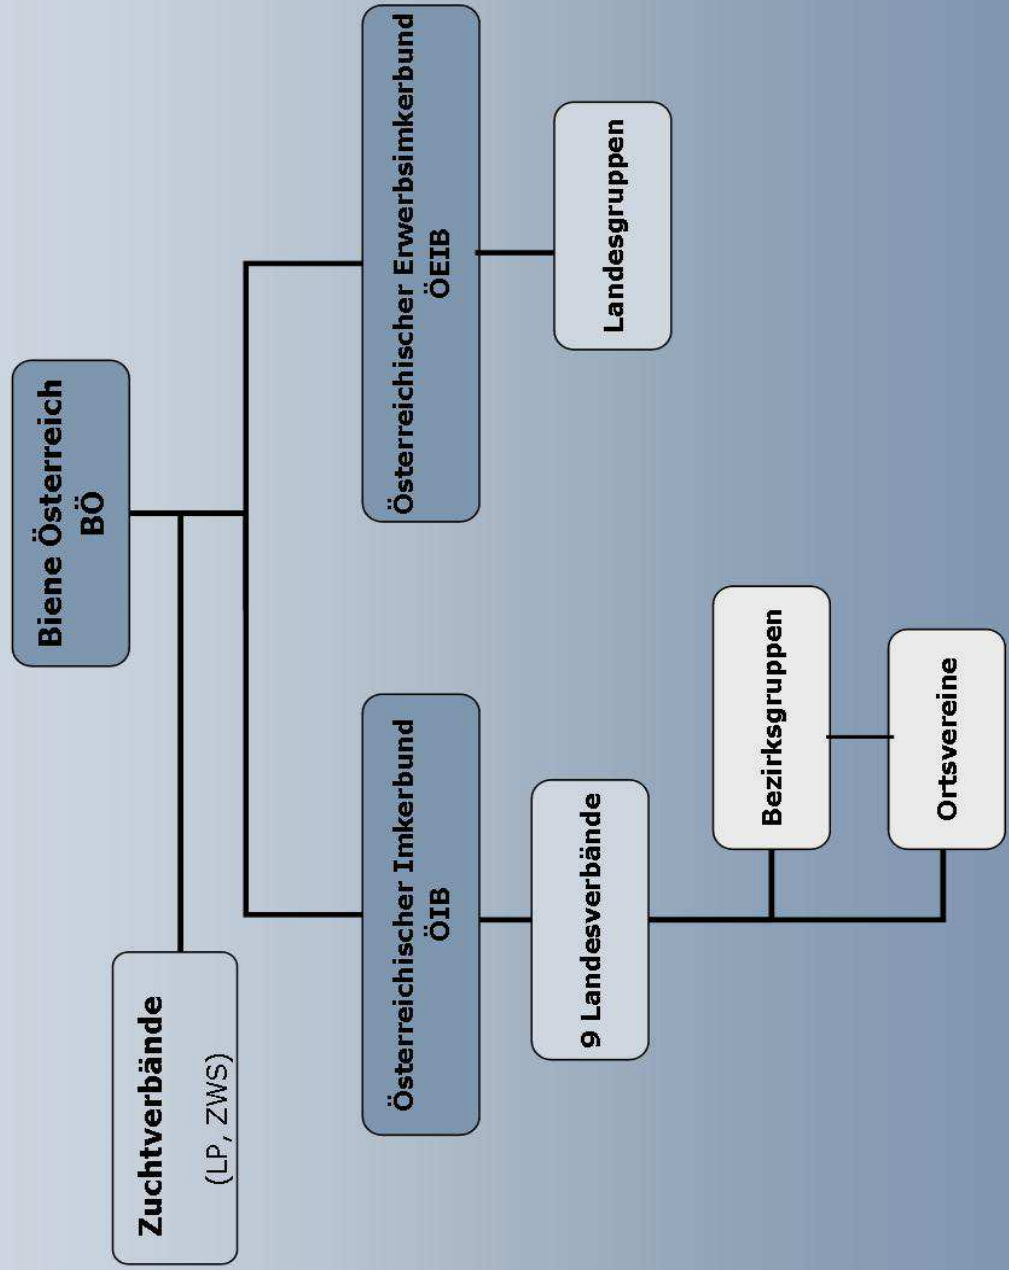 Biene Österreich
BÖ
Zuchtverbände
(LP, ZWS)
Österreichischer Imkerbund
ÖIB
Österreichischer Erwerbsimkerbund
ÖEIB
9 Landesverbände
Landesgruppen
Bezirksgruppen
Ortsvereine